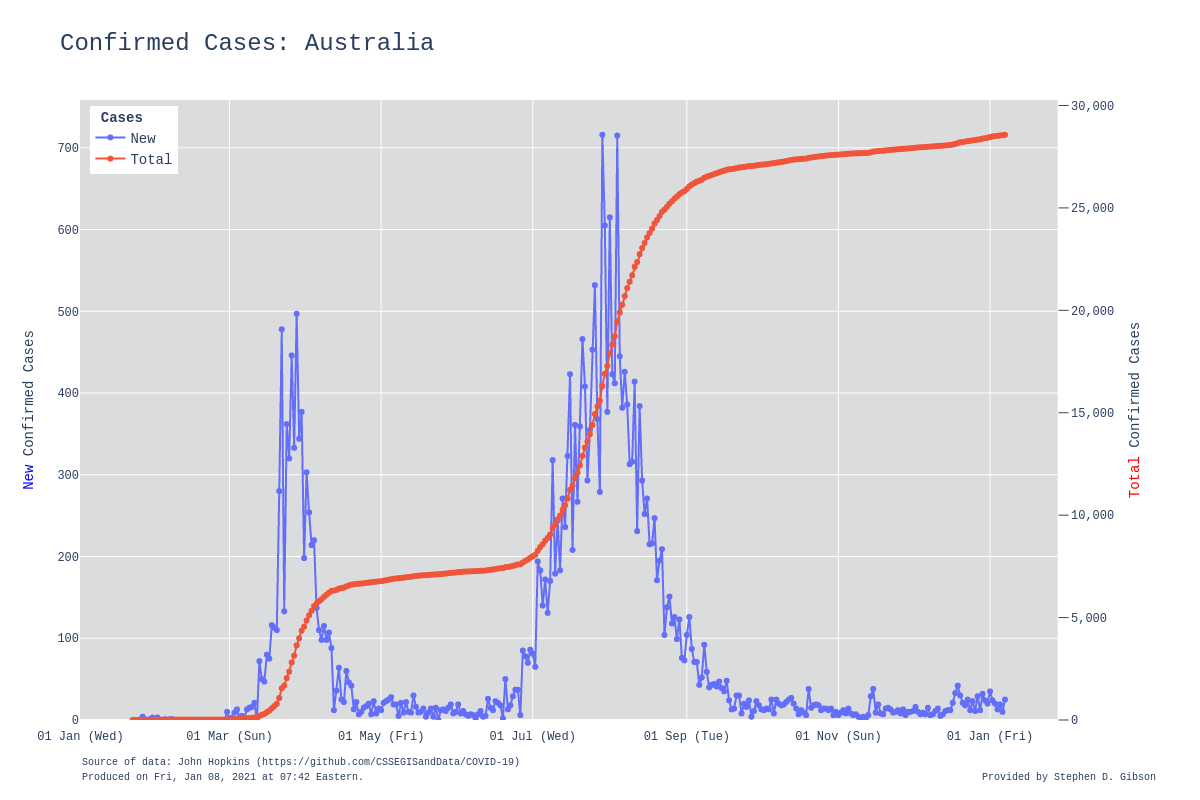 Confirmed Cases: Australia
Cases
New
Total
700
600
500
400
300
200
100
0
30,000
25,000
20,000
15,000
10,000
5,000
0
New Confirmed Cases
Total Confirmed Cases
01 Jan (Wed)
01 Mar (Sun)
01 May (Fri)
01 Jul (Wed)
01 Sep (Tue)
01 Nov (Sun)
01 Jan (Fri)
Source of data: John Hopkins (https://github.com/CSSEGISandData/COVID-19)
Produced on Fri, Jan 08, 2021 at 07:42 Eastern.
Provided by Stephen D. Gibson